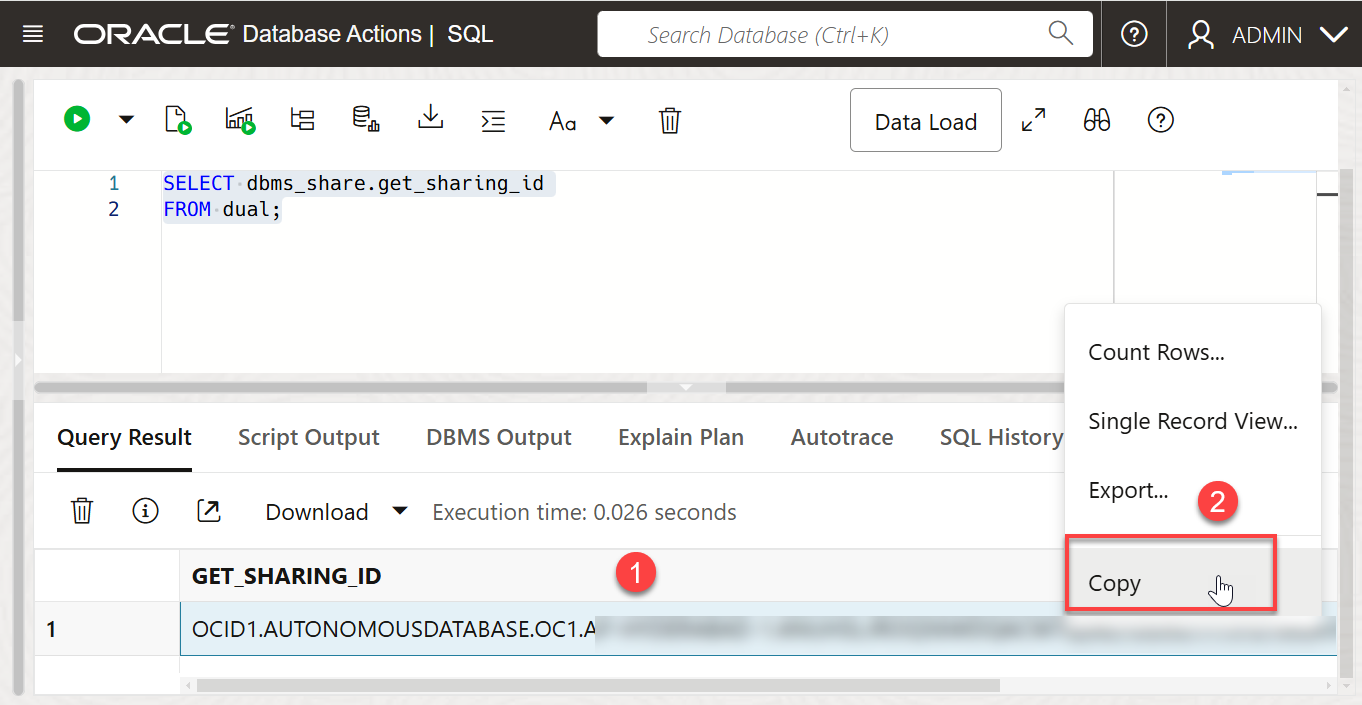 ORACLE Database Actions | SQL
Search Database (Ctrl+K)
ADMIN
Aa
Data Load
1 SELECT dbms_share.get_sharing_id
2 FROM dual;
Count Rows...
Single Record View...
Export...
2
Copy
Query Result Script Output DBMS Output Explain Plan Autotrace SQL History
Download Execution time: 0.026 seconds
GET_SHARING_ID
1
1 OCID1.AUTONOMOUSDATABASE.OC1.A